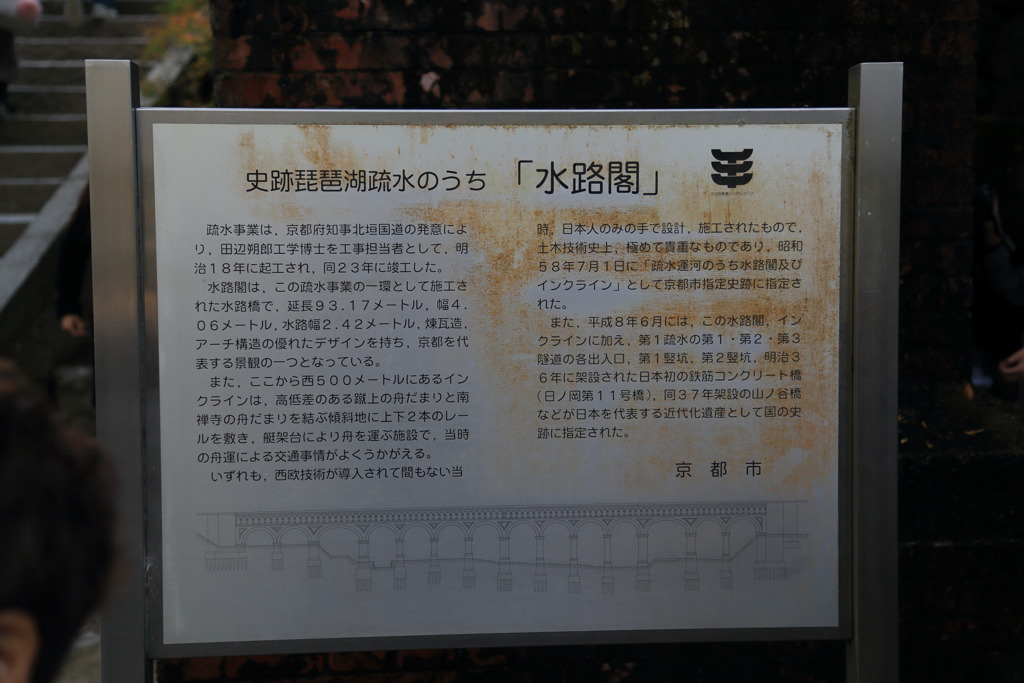 史跡琵琶湖疏水のうち 「水路閣」
疏水事業は，京都府知事北垣国道の発意によ
り，田辺朔郎工学博士を工事担当者として，明
治１８年に起工され，同２３年に竣工した。
水路閣は，この疏水事業の一環として施工さ
れた水路橋で，延長９３．１７メートル，幅４．
０６メートル，水路幅２．４２メートル，煉瓦造，
アーチ構造の優れたデザインを持ち，京都を代
表する景観の一つとなっている。
また，ここから西５００メートルにあるイン
クラインは，高低差のある蹴上の舟だまりと南
禅寺の舟だまりを結ぶ傾斜地に上下２本のレー
ルを敷き，艇架台により舟を運ぶ施設で，当時
の舟運による交通事情がよくうかがえる。
いずれも，西欧技術が導入されて間もない当
時，日本人のみの手で設計，施工されたもので，
土木技術史上，極めて貴重なものであり，昭和
５８年７月１日に「疏水運河のうち水路閣及び
インクライン」として京都市指定史跡に指定さ
れた。
また，平成８年６月には，この水路閣，イン
クラインに加え，第１疏水の第１・第２・第３
隧道の各出入口，第１竪坑，第２竪坑，明治３
６年に架設された日本初の鉄筋コンクリート橋
（日ノ岡第１１号橋），同３７年架設の山ノ谷橋
などが日本を代表する近代化遺産として国の史
跡に指定された。
京都市